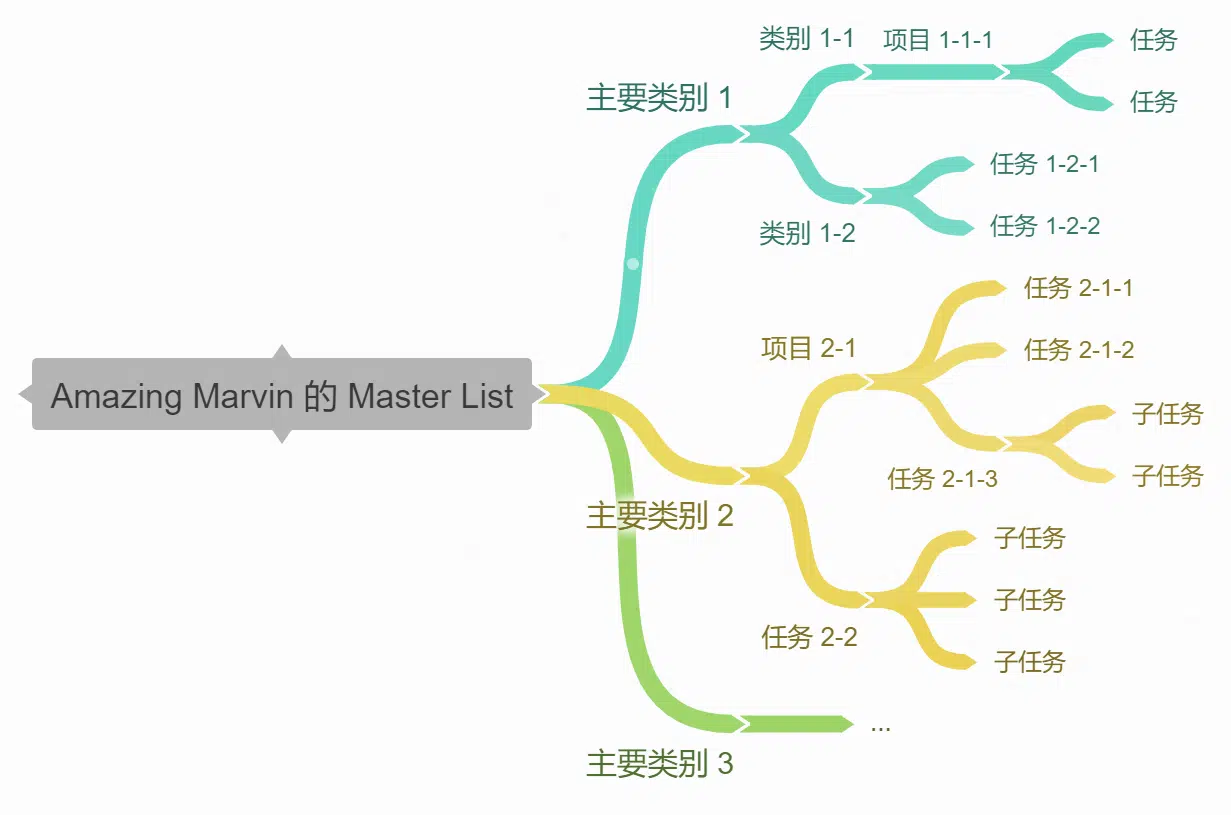 Amazing Marvin 的 Master List
主要类别 1
类别 1-1
项目 1-1-1
任务
任务
类别 1-2
任务 1-2-1
任务 1-2-2
主要类别 2
项目 2-1
任务 2-1-1
任务 2-1-2
任务 2-1-3
子任务
子任务
任务 2-2
子任务
子任务
子任务
主要类别 3
...